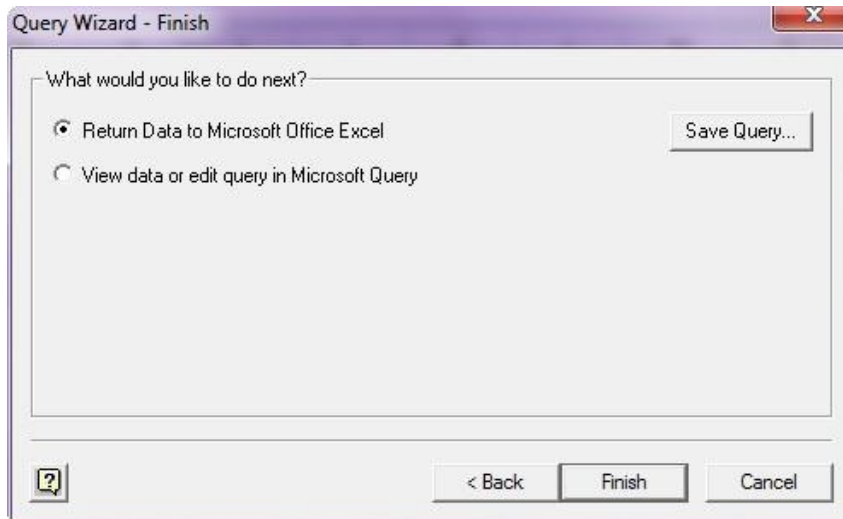 Query Wizard - Finish
What would you like to do next?
Return Data to Microsoft Office Excel
Save Query...
View data or edit query in Microsoft Query
?
< Back
Finish
Cancel